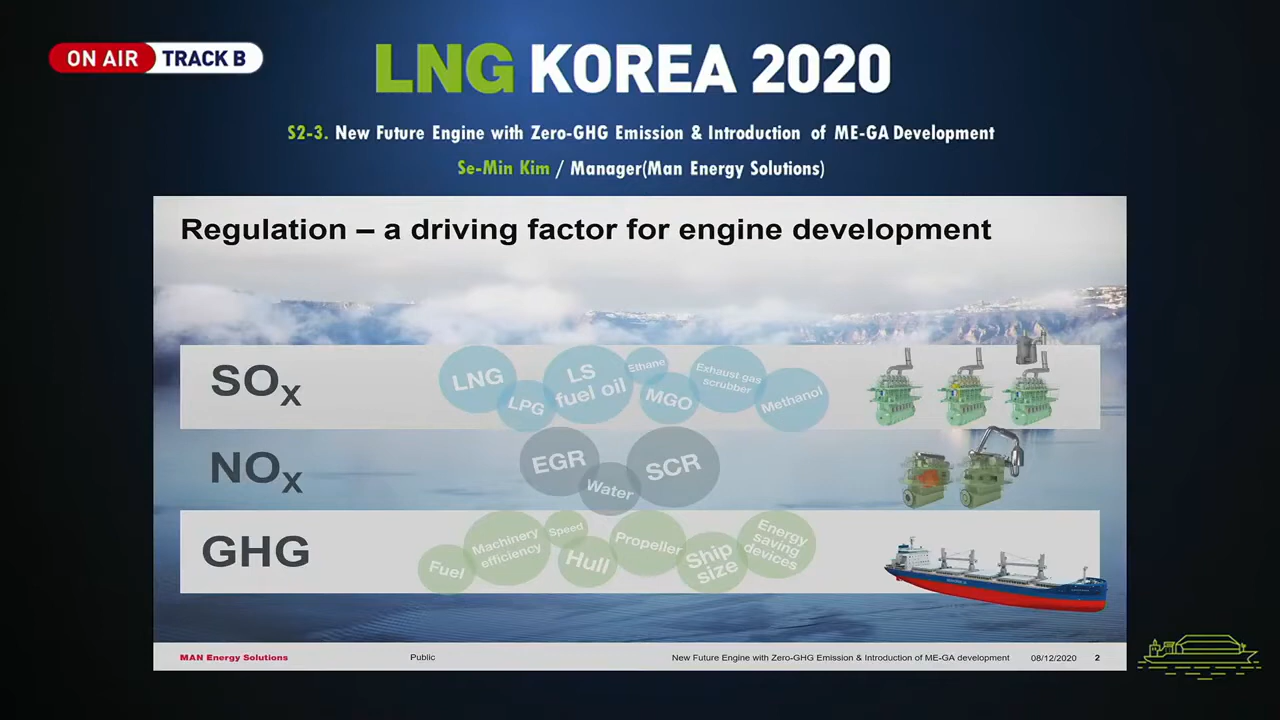 ON AIR TRACK B
LNG KOREA 2020
S2-3. New Future Engine with Zero-GHG Emission & Introduction of ME-GA Development
Se-Min Kim / Manager(Man Energy Solutions)
Regulation – a driving factor for engine development
SOX
LNG
LPG
LS
fuel oil
Ethane
MGO
Exhaust gas
scrubber
Methanol
NOX
EGR
Water
SCR
GHG
Fuel
Machinery
efficiency
Speed
Hull
Propeller
Ship
size
Energy
saving
devices
MAN Energy Solutions
Public
New Future Engine with Zero-GHG Emission & Introduction of ME-GA development
08/12/2020
2